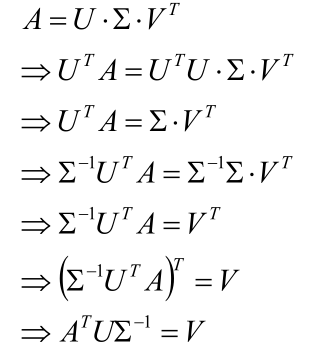 A = U · Σ · V^T
⇒ U^T A = U^T U · Σ · V^T
⇒ U^T A = Σ · V^T
⇒ Σ^{-1} U^T A = Σ^{-1} Σ · V^T
⇒ Σ^{-1} U^T A = V^T
⇒ (Σ^{-1} U^T A)^T = V
⇒ A^T U Σ^{-1} = V